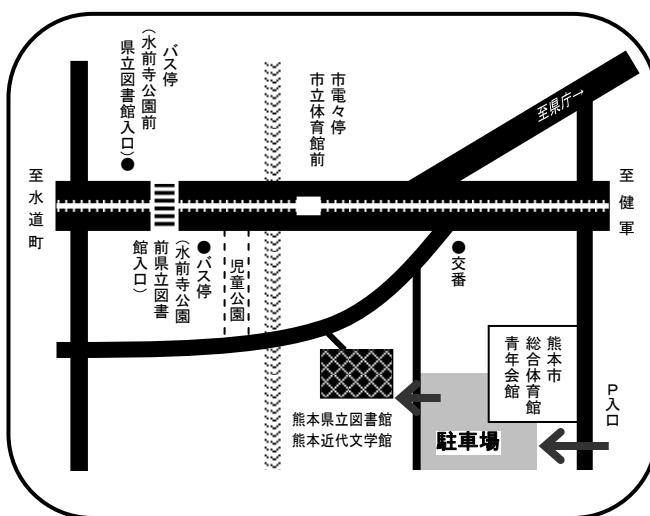 バス停
（水前寺公園前
県立図書館入口）●
市電々停
市立体育館前
至県庁→
至水道町
至健軍
●バス停
（水前寺公園
前県立図書
館入口）
児童公園
●交番
熊本市
総合体育館
青年会館
P入口
熊本県立図書館
熊本近代文学館
駐車場